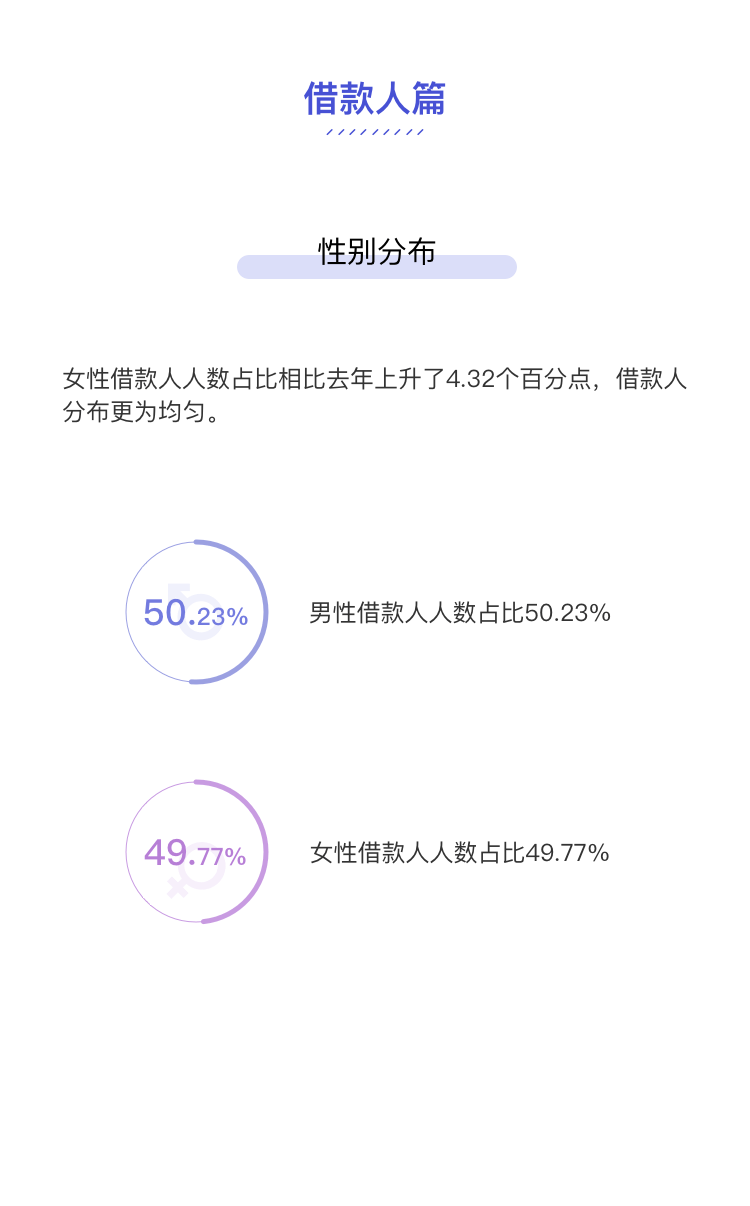 借款人篇
性别分布
女性借款人人数占比相比去年上升了4.32个百分点，借款人
分布更为均匀。
50.23%
男性借款人人数占比50.23%
49.77%
女性借款人人数占比49.77%